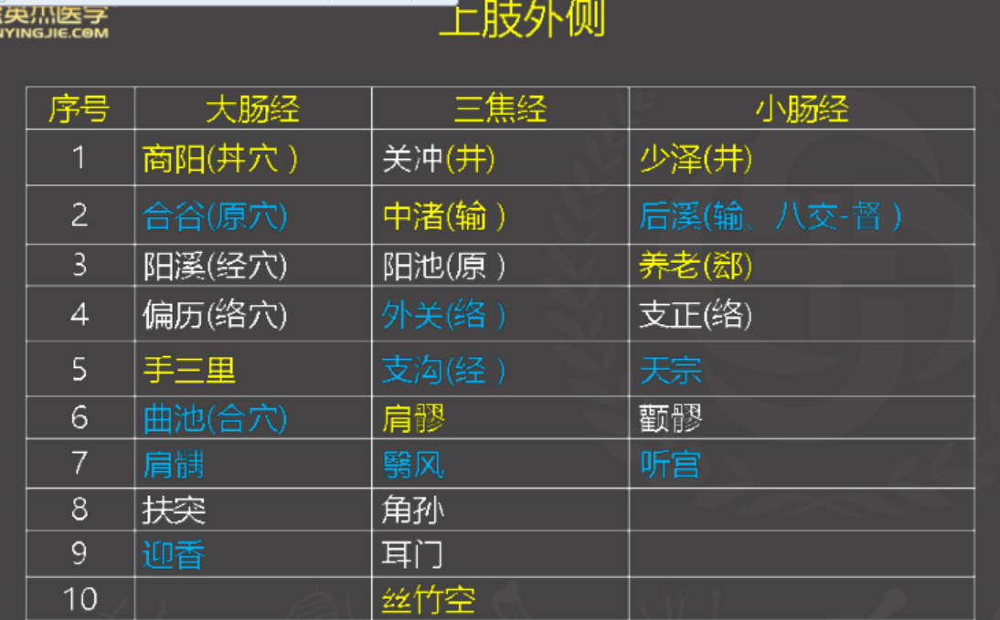 英杰医学
NYINGJIE.COM
上肢外侧
序号 大肠经 三焦经 小肠经
1 商阳(井穴 ) 关冲(井) 少泽(井)
2 合谷(原穴) 中渚(输 ) 后溪(输、八交-督 )
3 阳溪(经穴) 阳池(原 ) 养老(郄)
4 偏历(络穴) 外关(络 ) 支正(络)
5 手三里 支沟(经 ) 天宗
6 曲池(合穴) 肩髎 颧髎
7 肩髃 翳风 听宫
8 扶突 角孙
9 迎香 耳门
10 丝竹空